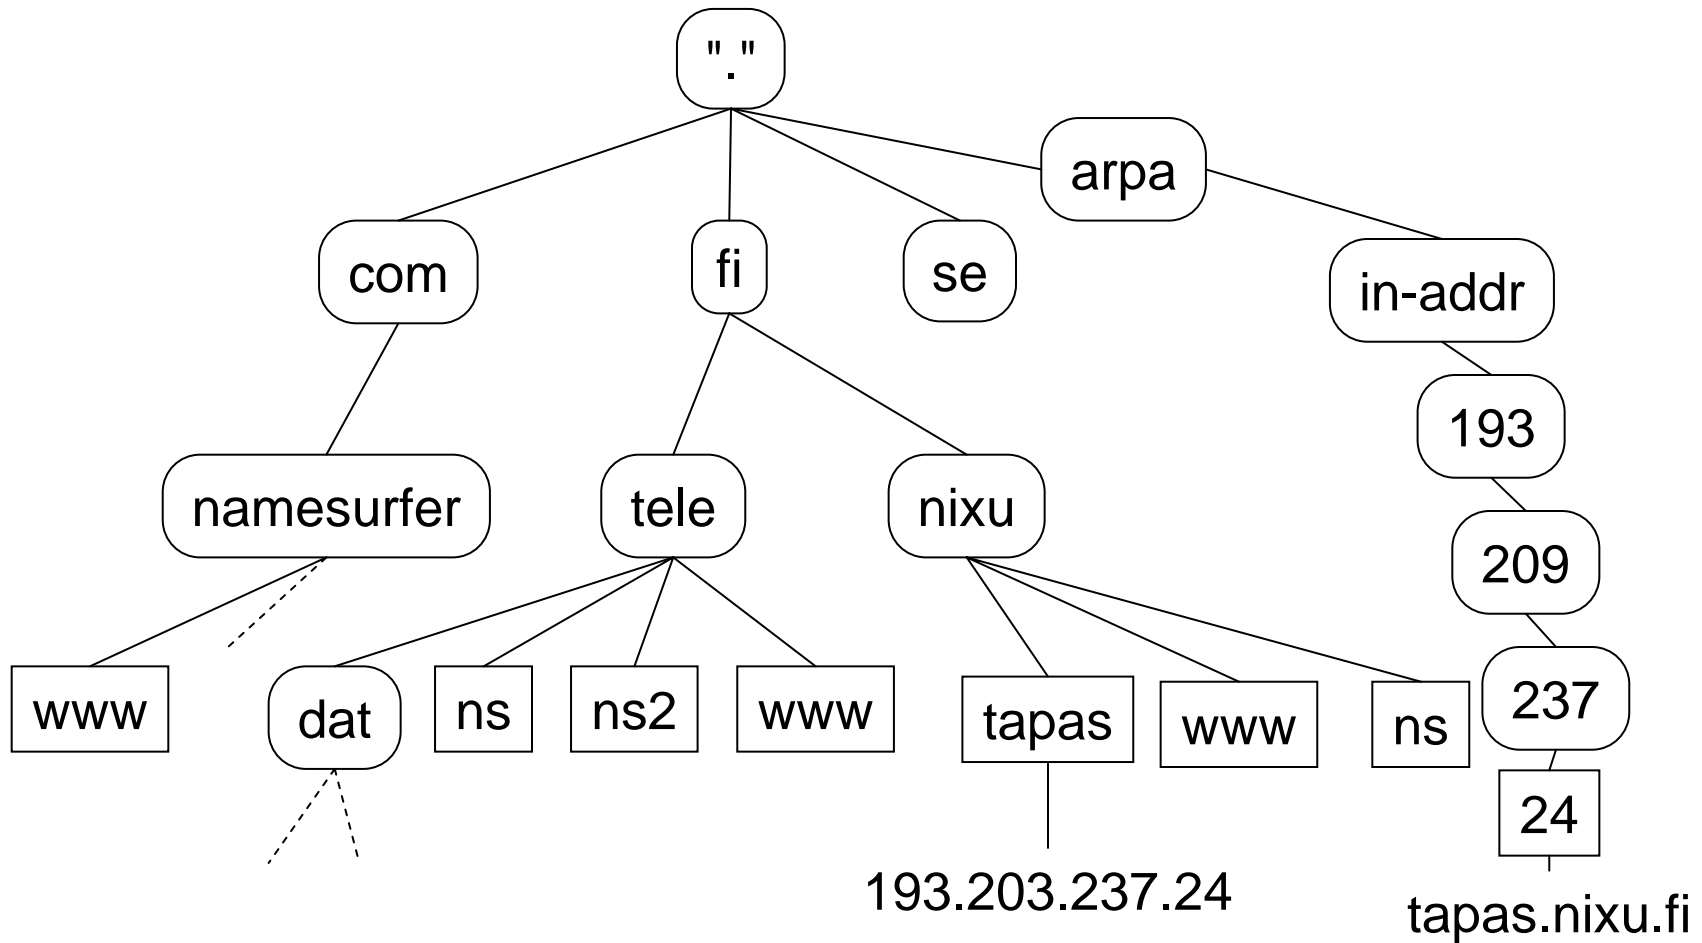 "."
arpa
com
fi
se
in-addr
193
namesurfer
tele
nixu
209
www
dat
ns
ns2
www
tapas
www
ns
237
24
193.203.237.24
tapas.nixu.fi